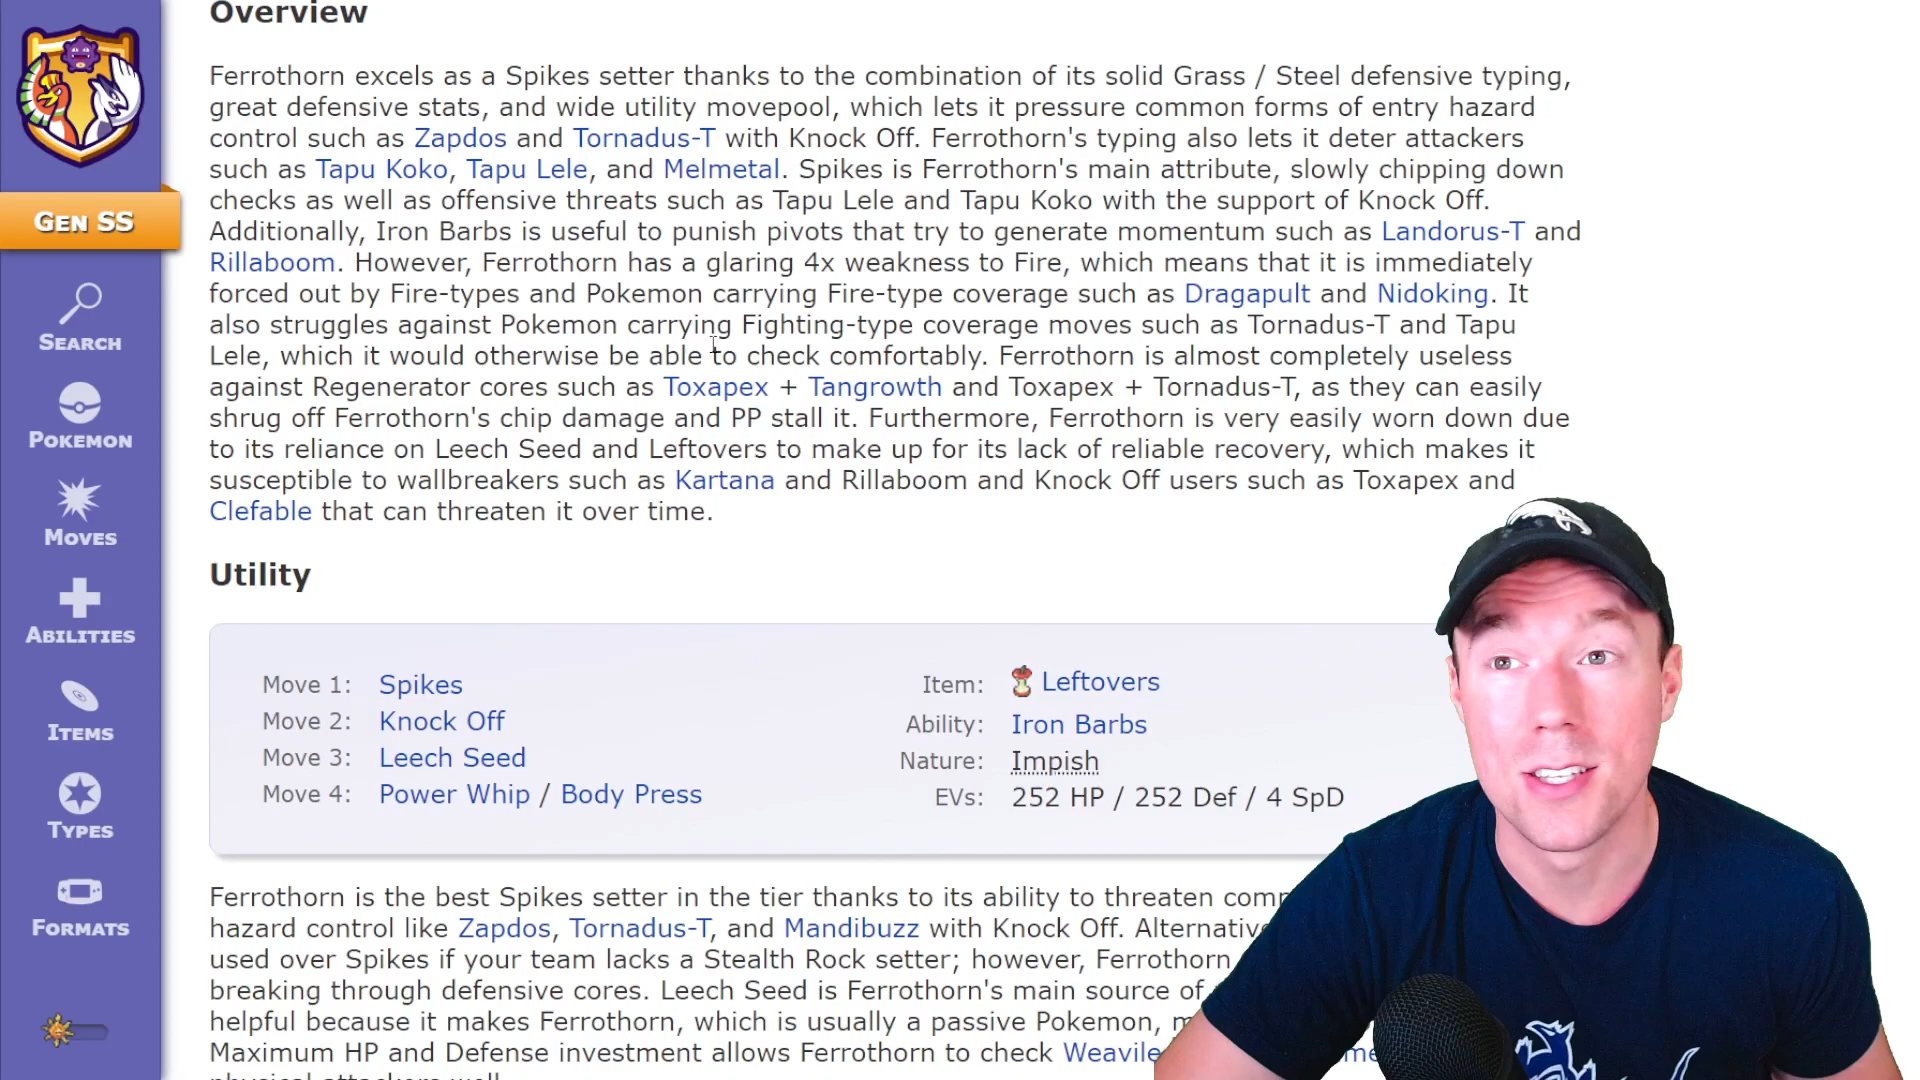 Overview
Ferrothorn excels as a Spikes setter thanks to the combination of its solid Grass / Steel defensive typing,
great defensive stats, and wide utility movepool, which lets it pressure common forms of entry hazard
control such as Zapdos and Tornadus-T with Knock Off. Ferrothorn's typing also lets it deter attackers
such as Tapu Koko, Tapu Lele, and Melmetal. Spikes is Ferrothorn's main attribute, slowly chipping down
checks as well as offensive threats such as Tapu Lele and Tapu Koko with the support of Knock Off.
Additionally, Iron Barbs is useful to punish pivots that try to generate momentum such as Landorus-T and
Rillaboom. However, Ferrothorn has a glaring 4x weakness to Fire, which means that it is immediately
forced out by Fire-types and Pokemon carrying Fire-type coverage such as Dragapult and Nidoking. It
also struggles against Pokemon carrying Fighting-type coverage moves such as Tornadus-T and Tapu
Lele, which it would otherwise be able to check comfortably. Ferrothorn is almost completely useless
against Regenerator cores such as Toxapex + Tangrowth and Toxapex + Tornadus-T, as they can easily
shrug off Ferrothorn's chip damage and PP stall it. Furthermore, Ferrothorn is very easily worn down due
to its reliance on Leech Seed and Leftovers to make up for its lack of reliable recovery, which makes it
susceptible to wallbreakers such as Kartana and Rillaboom and Knock Off users such as Toxapex and
Clefable that can threaten it over time.
Utility
Move 1: Spikes
Move 2: Knock Off
Move 3: Leech Seed
Move 4: Power Whip / Body Press
Item: Leftovers
Ability: Iron Barbs
Nature: Impish
EVs: 252 HP / 252 Def / 4 SpD
Ferrothorn is the best Spikes setter in the tier thanks to its ability to threaten
hazard control like Zapdos, Tornadus-T, and Mandibuzz with Knock Off.
used over Spikes if your team lacks a Stealth Rock setter; however, Ferrothorn
breaking through defensive cores. Leech Seed is Ferrothorn's main source of
helpful because it makes Ferrothorn, which is usually a passive Pokemon,
Maximum HP and Defense investment allows Ferrothorn to check Weavile
GEN SS
SEARCH
POKEMON
MOVES
ABILITIES
ITEMS
TYPES
FORMATS